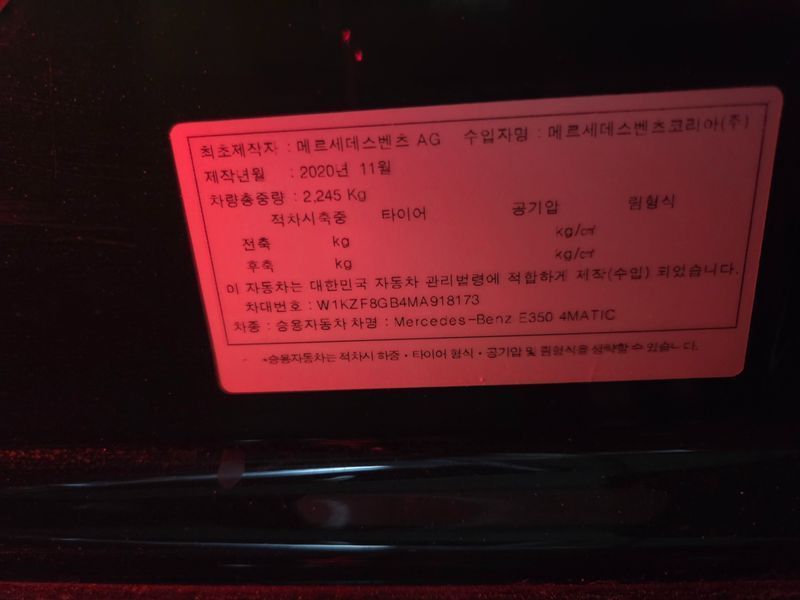 최초제작자 : 메르세데스벤츠 AG 수입자명 : 메르세데스벤츠코리아(주)
제작년월 : 2020년 11월
차량총중량 : 2,245 Kg
적차시축중 타이어 공기압 림형식
전축 kg kg/㎠
후축 kg kg/㎠
이 자동차는 대한민국 자동차 관리법령에 적합하게 제작(수입) 되었습니다.
차대번호 : W1KZF8GB4MA918173
차종 : 승용자동차 차명 : Mercedes-Benz E350 4MATIC
*승용자동차는 적차시 하중 · 타이어 형식 · 공기압 및 림형식을 생략할 수 있습니다.